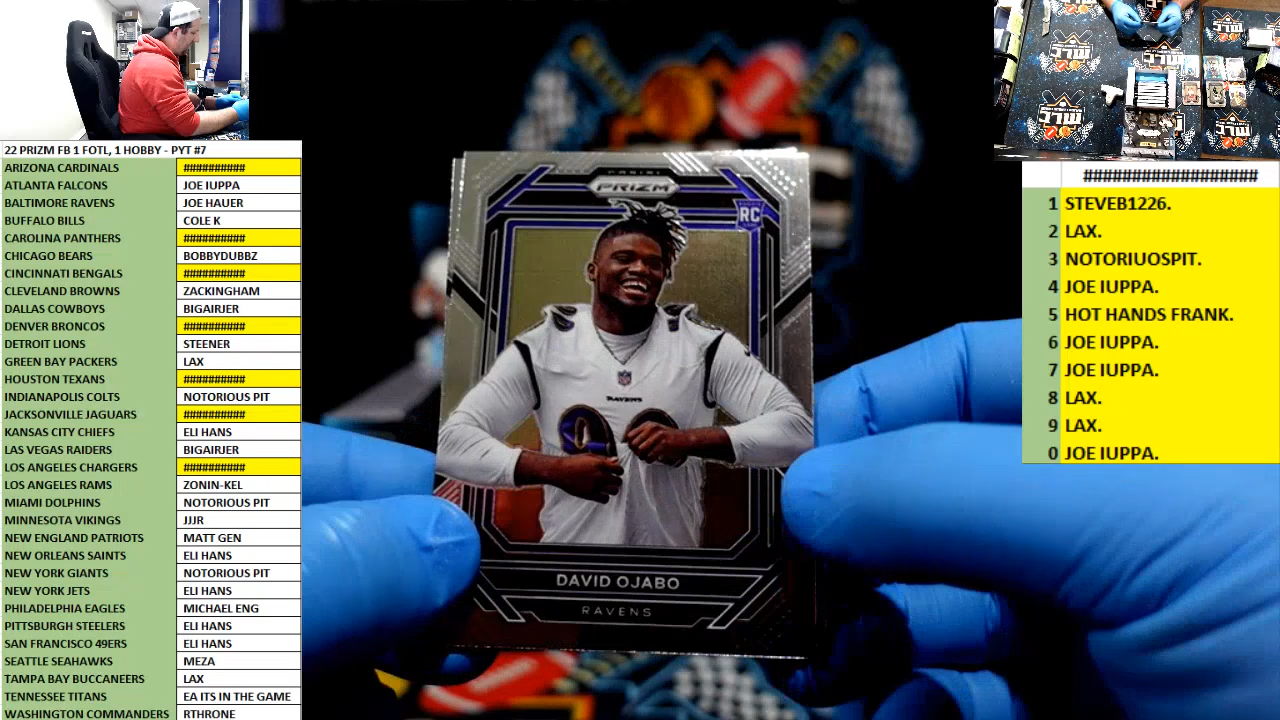 22 PRIZM FB 1 FOTL, 1 HOBBY - PYT #7
ARIZONA CARDINALS ##########
ATLANTA FALCONS JOE IUPPA
BALTIMORE RAVENS JOE HAUER
BUFFALO BILLS COLE K
CAROLINA PANTHERS ##########
CHICAGO BEARS BOBBYDUBBZ
CINCINNATI BENGALS ##########
CLEVELAND BROWNS ZACKINGHAM
DALLAS COWBOYS BIGAIRJER
DENVER BRONCOS ##########
DETROIT LIONS STEENER
GREEN BAY PACKERS LAX
HOUSTON TEXANS ##########
INDIANAPOLIS COLTS NOTORIOUS PIT
JACKSONVILLE JAGUARS ##########
KANSAS CITY CHIEFS ELI HANS
LAS VEGAS RAIDERS BIGAIRJER
LOS ANGELES CHARGERS ##########
LOS ANGELES RAMS ZONIN-KEL
MIAMI DOLPHINS NOTORIOUS PIT
MINNESOTA VIKINGS JJJR
NEW ENGLAND PATRIOTS MATT GEN
NEW ORLEANS SAINTS ELI HANS
NEW YORK GIANTS NOTORIOUS PIT
NEW YORK JETS ELI HANS
PHILADELPHIA EAGLES MICHAEL ENG
PITTSBURGH STEELERS ELI HANS
SAN FRANCISCO 49ERS ELI HANS
SEATTLE SEAHAWKS MEZA
TAMPA BAY BUCCANEERS LAX
TENNESSEE TITANS EA ITS IN THE GAME
WASHINGTON COMMANDERS RTHRONE
PANINI
PRIZM
RC
RAVENS
DAVID OJABO
RAVENS
##################
1 STEVEB1226.
2 LAX.
3 NOTORIUOSPIT.
4 JOE IUPPA.
5 HOT HANDS FRANK.
6 JOE IUPPA.
7 JOE IUPPA.
8 LAX.
9 LAX.
0 JOE IUPPA.